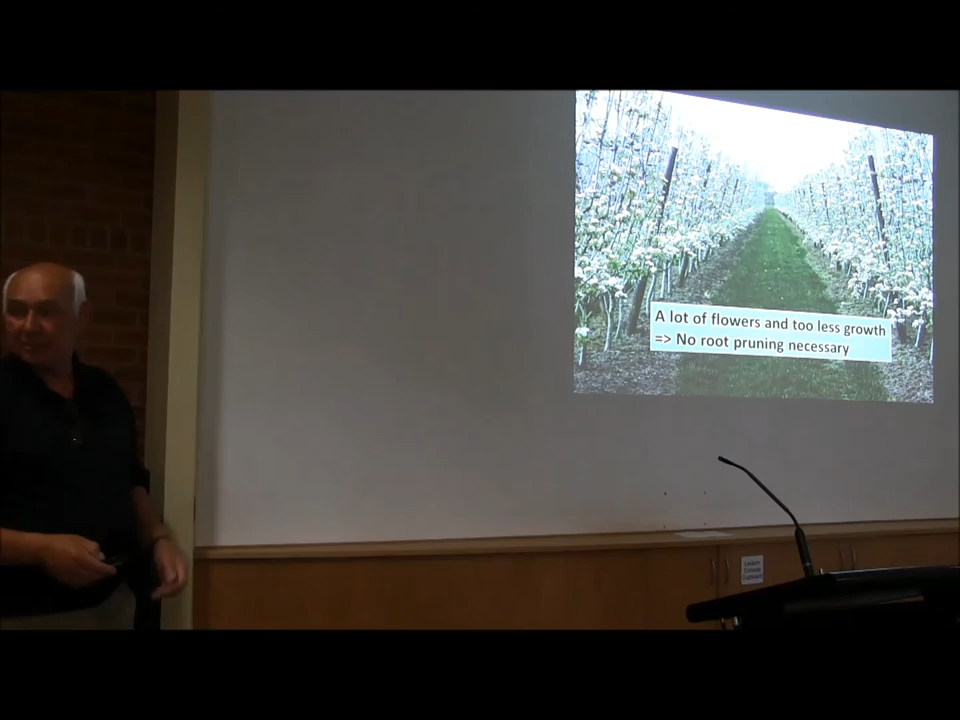 A lot of flowers and too less growth
=> No root pruning necessary